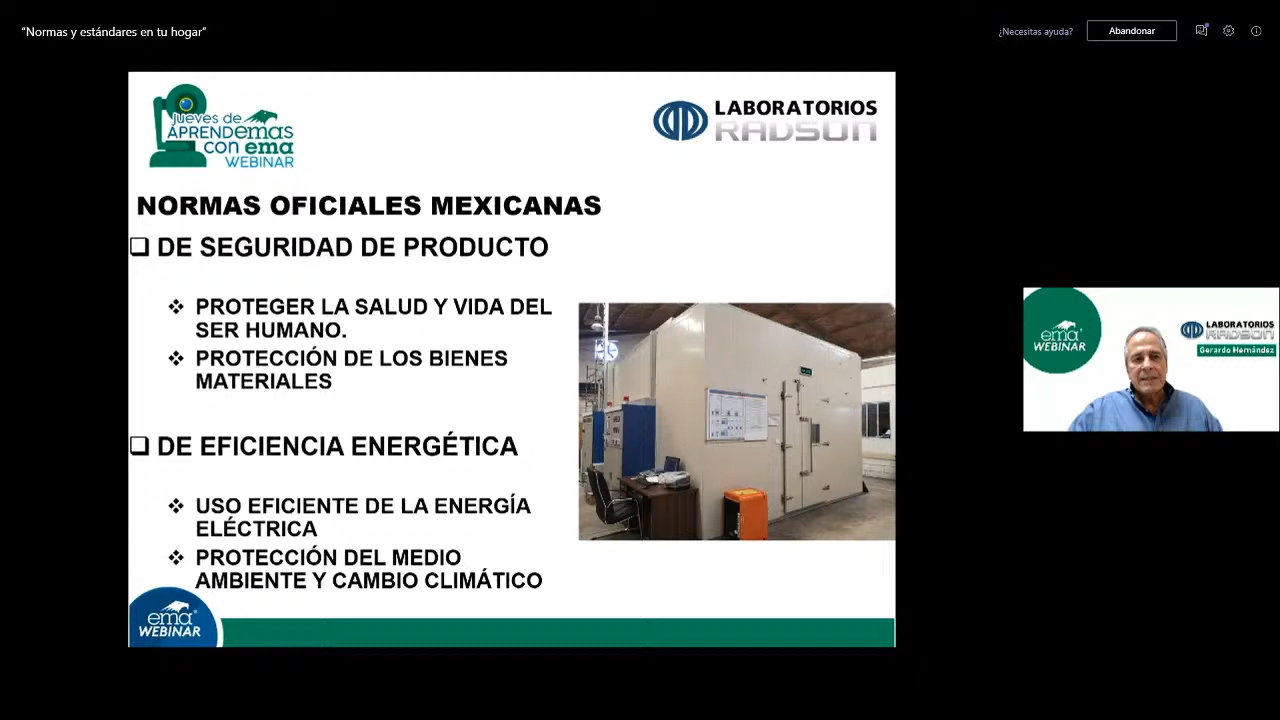 “Normas y estándares en tu hogar”
¿Necesitas ayuda?
Abandonar
jueves de
APRENDEMAS
con ema
WEBINAR
LABORATORIOS
RADSON
NORMAS OFICIALES MEXICANAS
DE SEGURIDAD DE PRODUCTO
PROTEGER LA SALUD Y VIDA DEL
SER HUMANO.
PROTECCIÓN DE LOS BIENES
MATERIALES
DE EFICIENCIA ENERGÉTICA
USO EFICIENTE DE LA ENERGÍA
ELÉCTRICA
PROTECCIÓN DEL MEDIO
AMBIENTE Y CAMBIO CLIMÁTICO
ema
WEBINAR
ema
WEBINAR
LABORATORIOS
RADSON
Gerardo Hernández